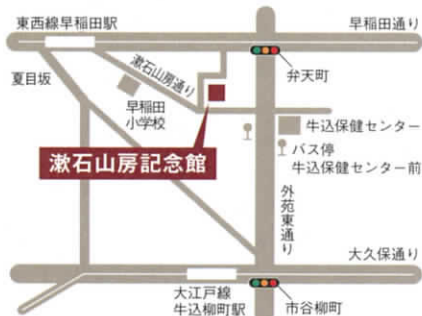 東西線早稲田駅
早稲田通り
夏目坂
漱石山房通り
弁天町
早稲田
小学校
牛込保健センター
バス停
牛込保健センター前
漱石山房記念館
外苑東通り
大久保通り
大江戸線
牛込柳町駅
市谷柳町